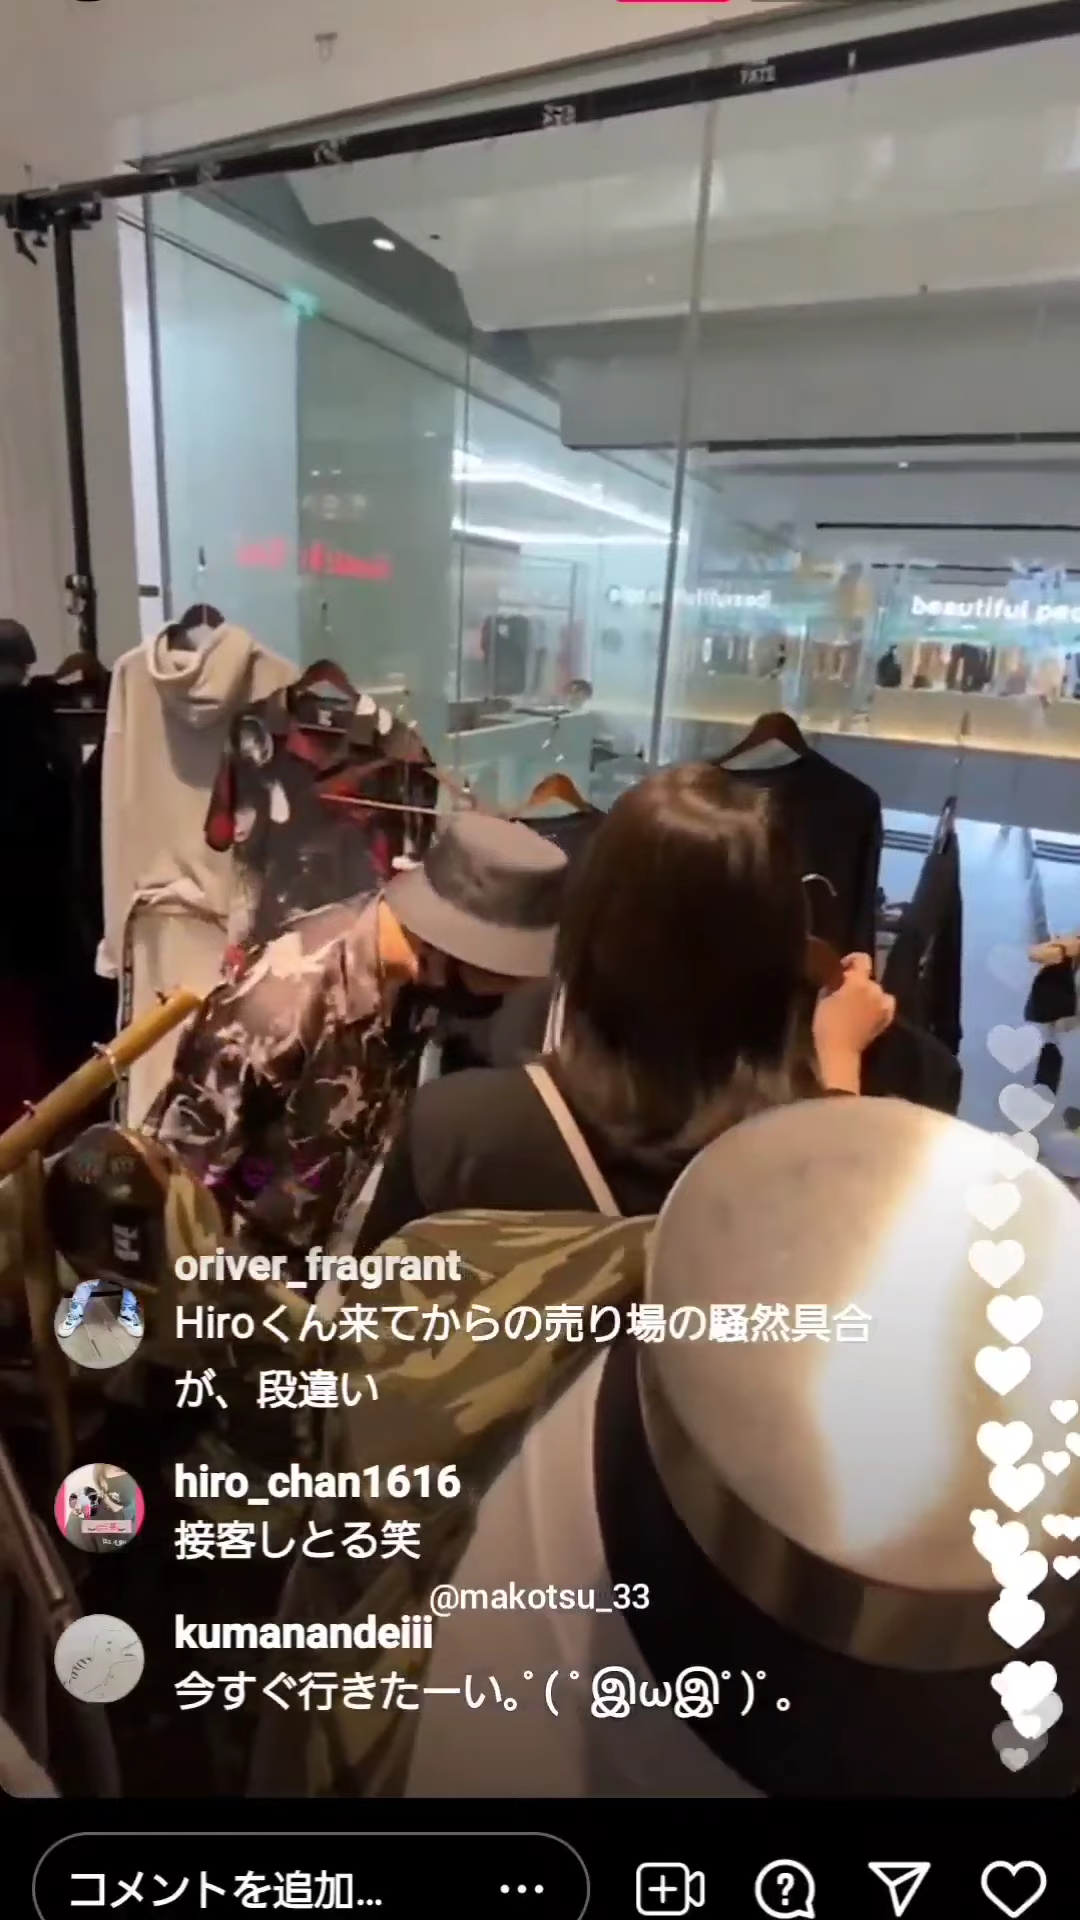 beautiful peo
oriver_fragrant
Hiroくん来てからの売り場の騒然具合
が、段違い
hiro_chan1616
接客しとる笑
@makotsu_33
kumanandeiii
今すぐ行きたーい｡ﾟ(ﾟஇωஇﾟ)ﾟ｡
コメントを追加...